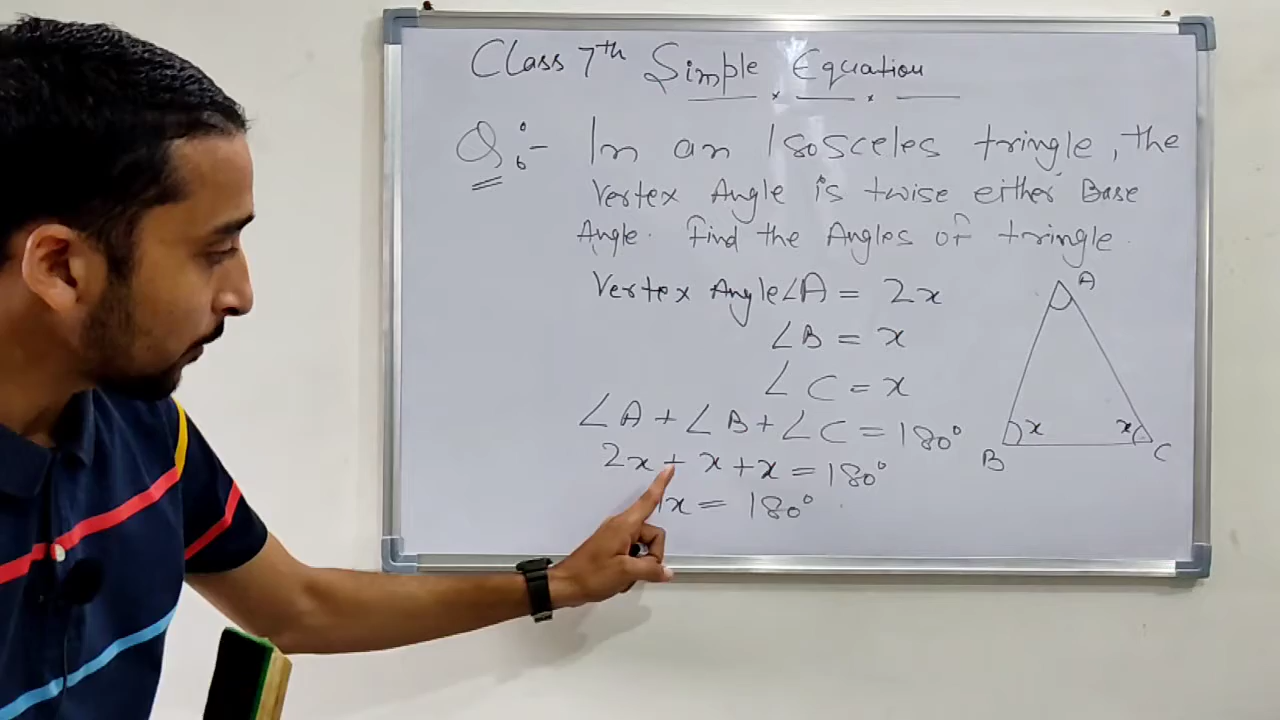 Class 7th Simple Equation
Q:- In an Isosceles tringle, the
Vertex Angle is twise either Base
Angle. Find the Angles of tringle.
Vertex Angle ∠A = 2x
∠B = x
∠C = x
∠A + ∠B + ∠C = 180°
2x + x + x = 180°
x = 180°
A
B
x
x
C